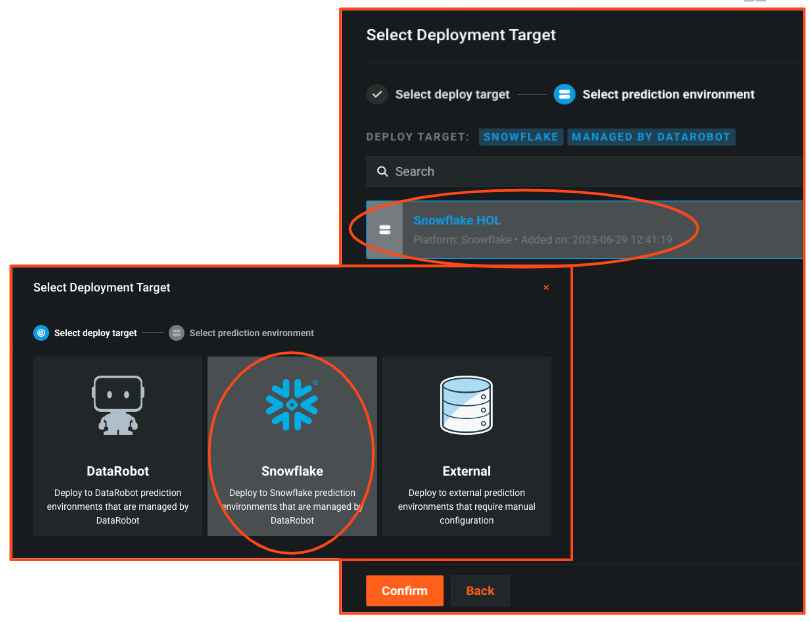 Select Deployment Target
Select deploy target
Select prediction environment
DEPLOY TARGET: SNOWFLAKE MANAGED BY DATAROBOT
Search
Snowflake HOL
Platform: Snowflake • Added on: 2023-06-29 12:41:19
Confirm
Back
Select Deployment Target
×
Select deploy target
Select prediction environment
DataRobot
Deploy to DataRobot prediction
environments that are managed by
DataRobot
Snowflake
Deploy to Snowflake prediction
environments that are managed by
DataRobot
External
Deploy to external prediction
environments that require manual
configuration